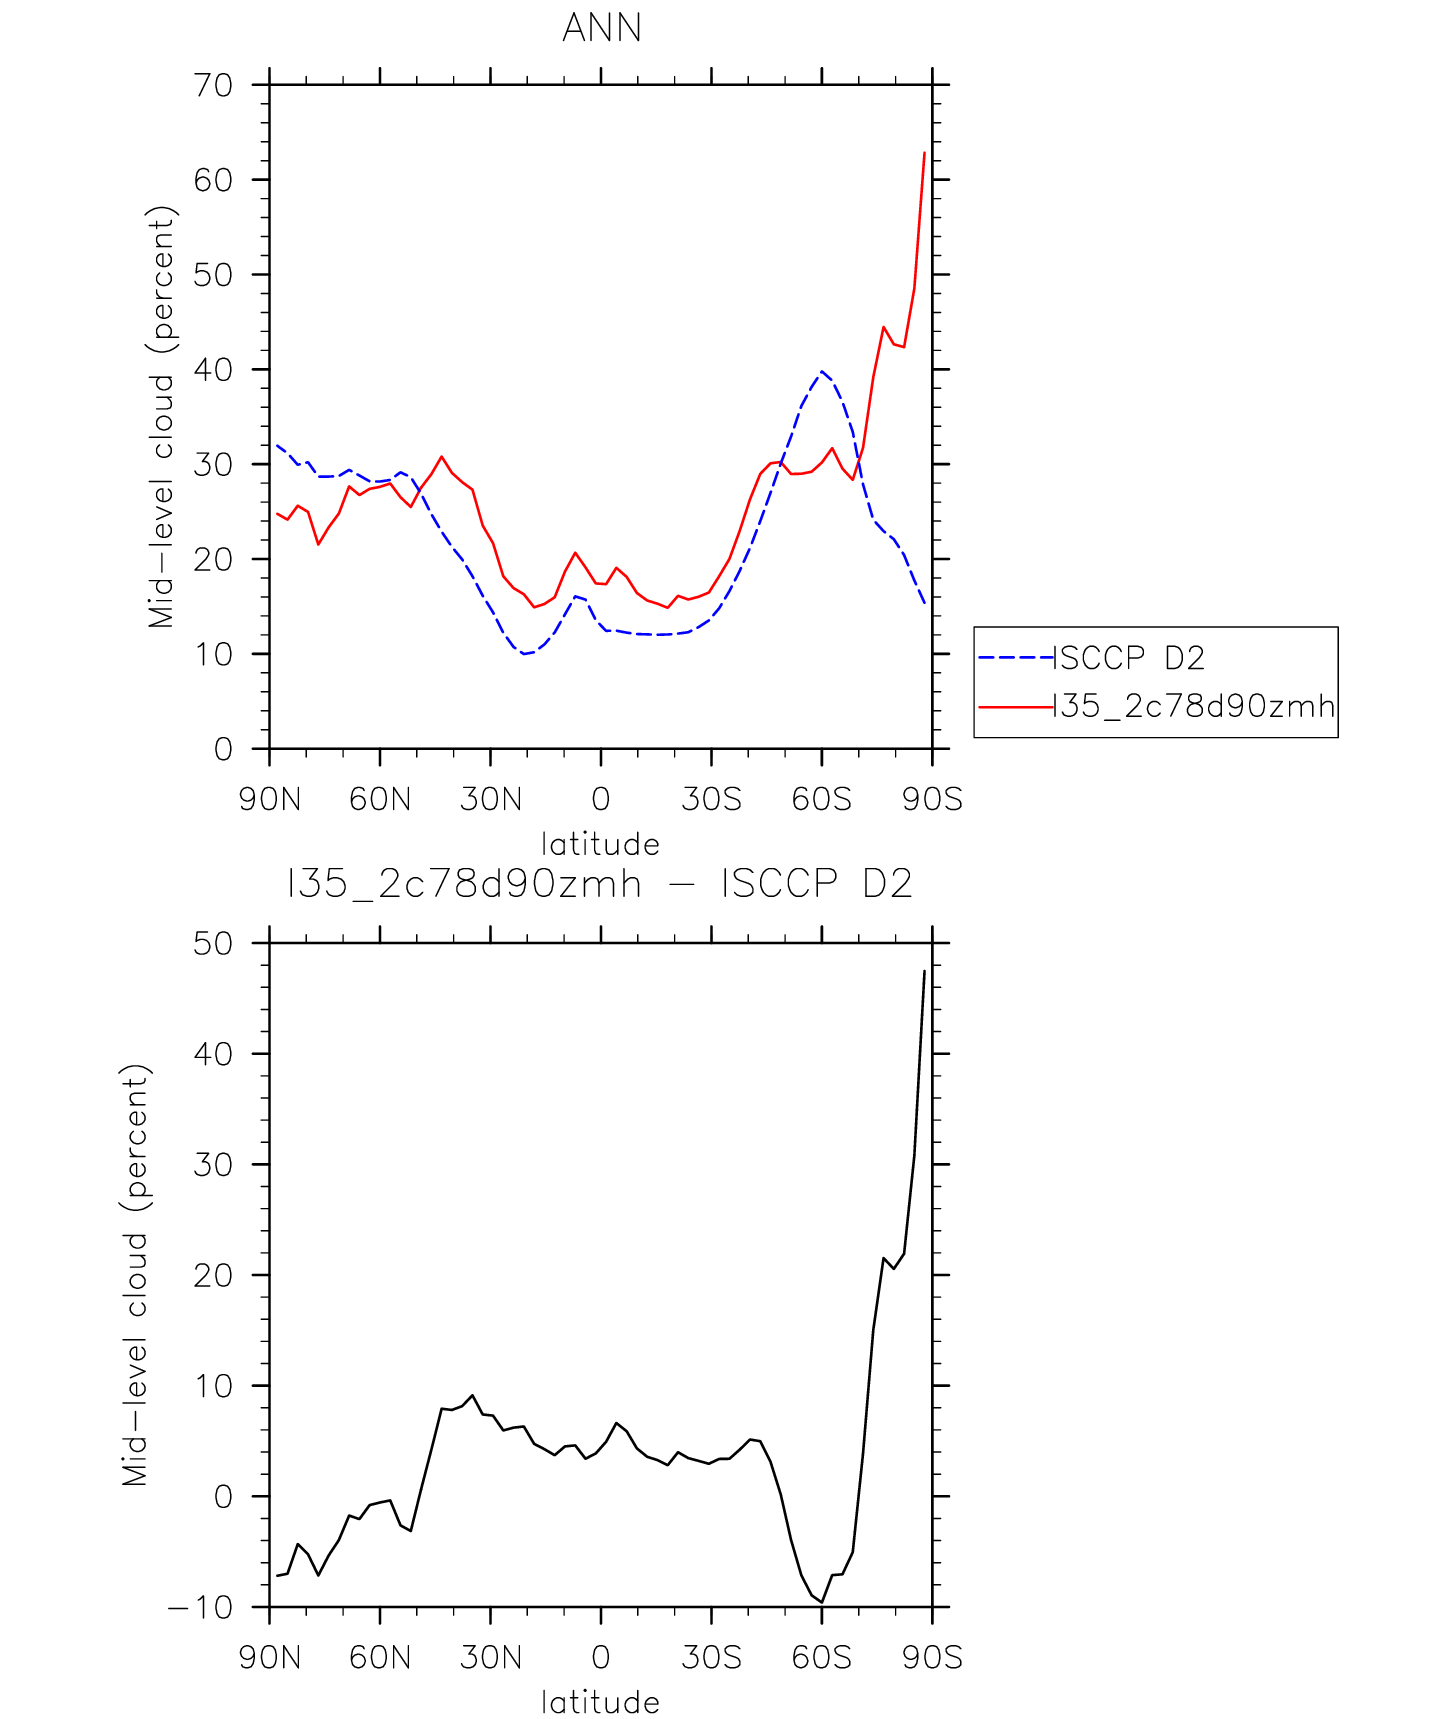 ANN
70
60
50
40
30
20
10
0
Mid-level cloud (percent)
90N 60N 30N 0 30S 60S 90S
latitude
ISCCP D2
I35_2c78d90zmh
I35_2c78d90zmh - ISCCP D2
50
40
30
20
10
0
-10
Mid-level cloud (percent)
90N 60N 30N 0 30S 60S 90S
latitude